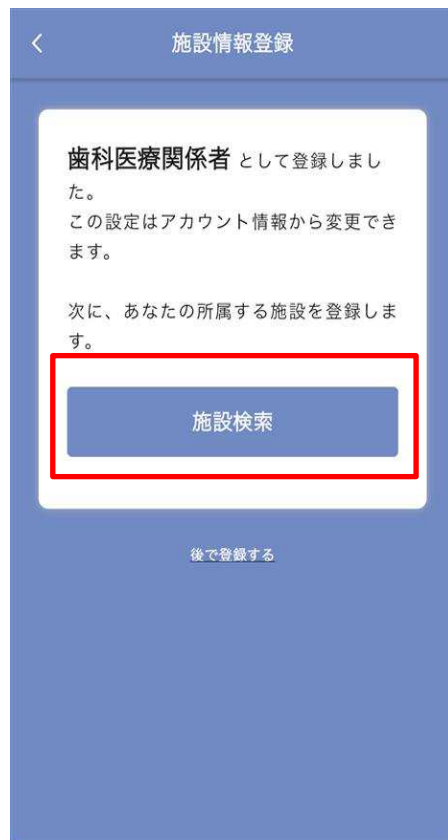 施設情報登録
歯科医療関係者 として登録しまし
た。
この設定はアカウント情報から変更でき
ます。
次に、あなたの所属する施設を登録しま
す。
施設検索
後で登録する